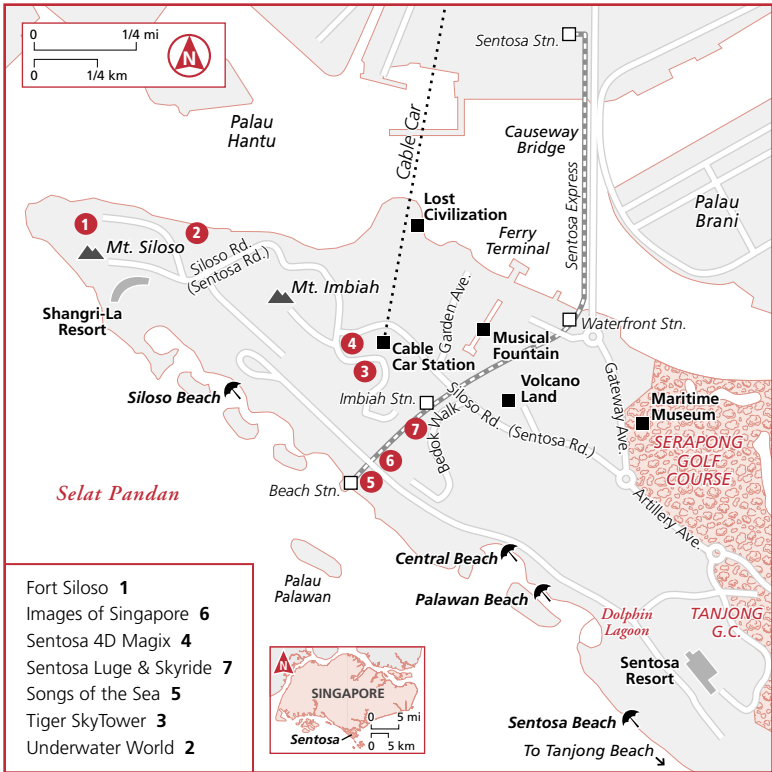 0 1/4 mi
0 1/4 km
N
Sentosa Stn.
Palau
Hantu
Cable Car
Causeway
Bridge
Sentosa Express
Palau
Brani
Lost
Civilization
Ferry
Terminal
1
2
Mt. Siloso
Siloso Rd.
(Sentosa Rd.)
Mt. Imbiah
Shangri-La
Resort
Garden Ave.
Waterfront Stn.
4
Cable
Car Station
3
Musical
Fountain
Siloso Beach
Imbiah Stn.
Volcano
Land
Gateway Ave.
Maritime
Museum
7
Bedok Walk
Siloso Rd. (Sentosa Rd.)
SERAPONG
GOLF
COURSE
6
Selat Pandan
Beach Stn.
5
Artillery Ave.
Central Beach
Palau
Palawan
Palawan Beach
Dolphin
Lagoon
TANJONG
G.C.
Sentosa
Resort
Sentosa Beach
To Tanjong Beach
Fort Siloso 1
Images of Singapore 6
Sentosa 4D Magix 4
Sentosa Luge & Skyride 7
Songs of the Sea 5
Tiger SkyTower 3
Underwater World 2
N
SINGAPORE
0 5 mi
0 5 km
Sentosa